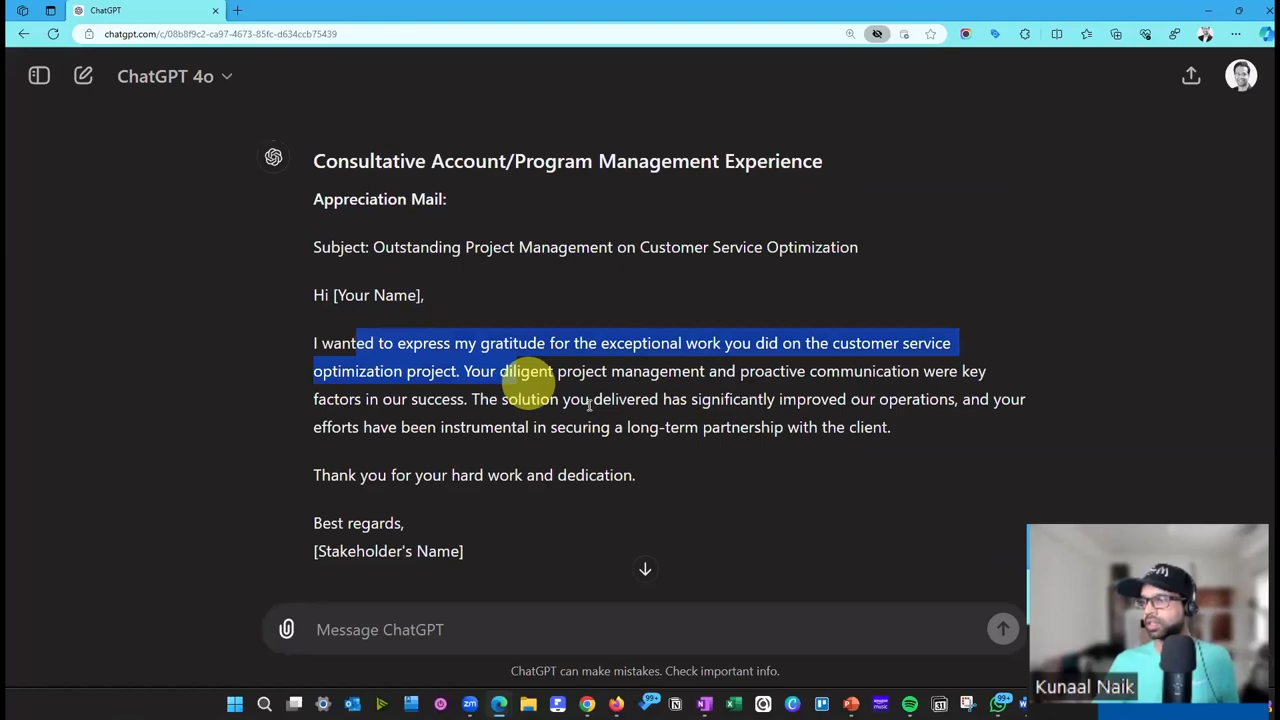 ChatGPT
chatgpt.com/c/08b8f9c2-ca97-4673-85fc-d634ccb75439
ChatGPT 4o
Consultative Account/Program Management Experience
Appreciation Mail:
Subject: Outstanding Project Management on Customer Service Optimization
Hi [Your Name],
I wanted to express my gratitude for the exceptional work you did on the customer service
optimization project. Your diligent project management and proactive communication were key
factors in our success. The solution you delivered has significantly improved our operations, and your
efforts have been instrumental in securing a long-term partnership with the client.
Thank you for your hard work and dedication.
Best regards,
[Stakeholder's Name]
Message ChatGPT
ChatGPT can make mistakes. Check important info.
Kunaal Naik
99+
99+